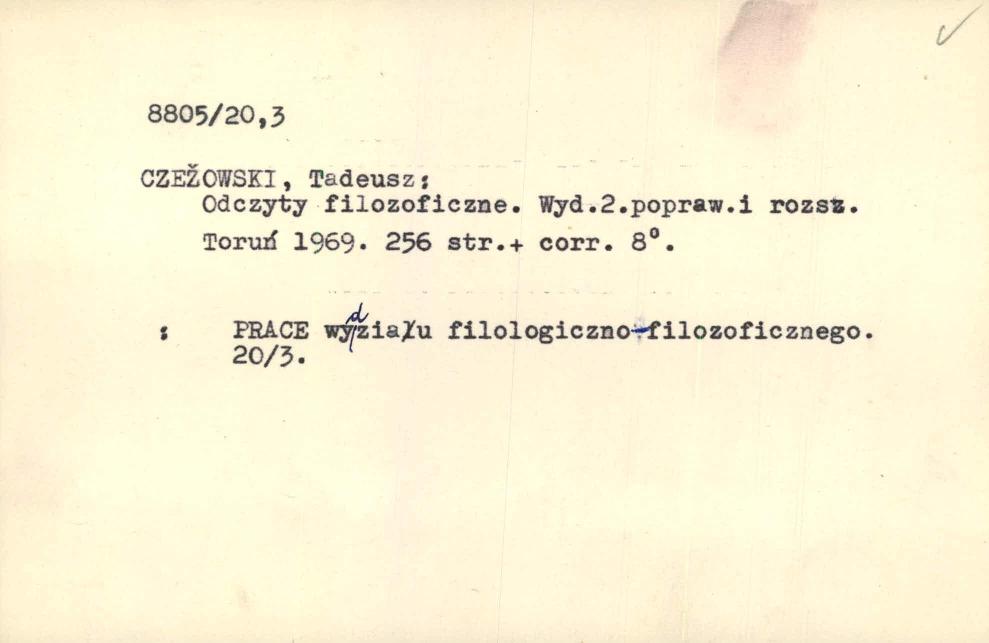 8805/20,3
CZEŽOWSKI, Tadeusz:
Odczyty filozoficzne. Wyd.2.popraw.i rozsz.
Toruń 1969. 256 str.+ corr. 8°.
: PRACE wydziału filologiczno-filozoficznego.
20/3.